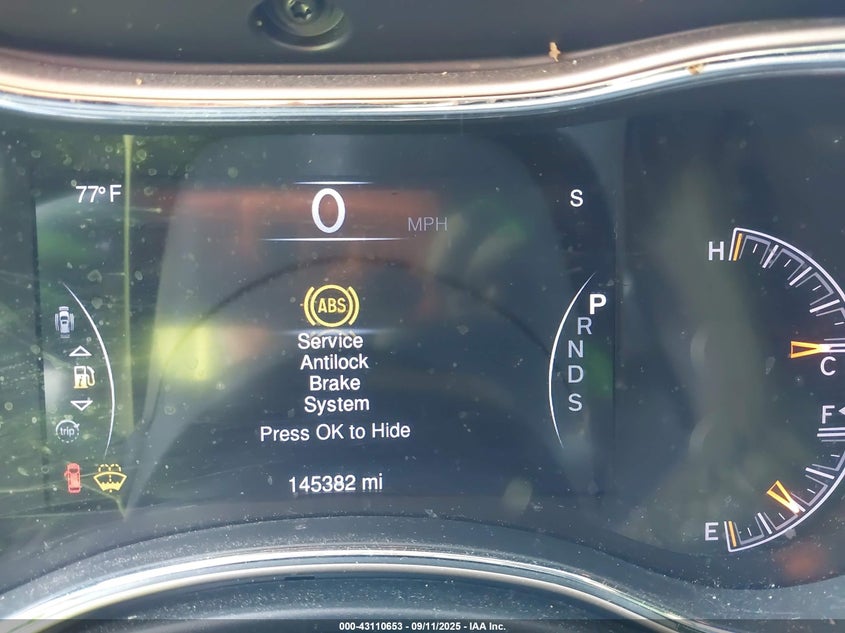 77°F
0 MPH
S
H
ABS
Service
Antilock
Brake
System
Press OK to Hide
145382 mi
trip
P
R
N
D
S
C
F
E
000-43110653 - 09/11/2025 - IAA Inc.